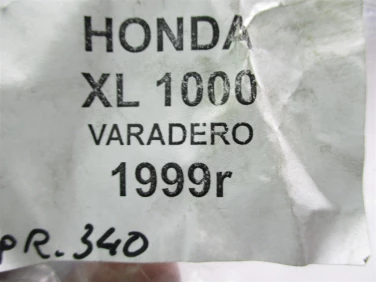 HONDA
XL 1000
VARADERO
1999r
PR. 340